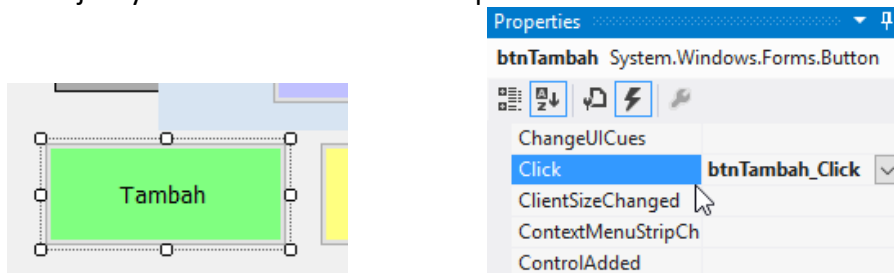 Properties
btnTambah System.Windows.Forms.Button
ChangeUICues
Click btnTambah_Click
ClientSizeChanged
ContextMenuStripCh
ControlAdded
Tambah